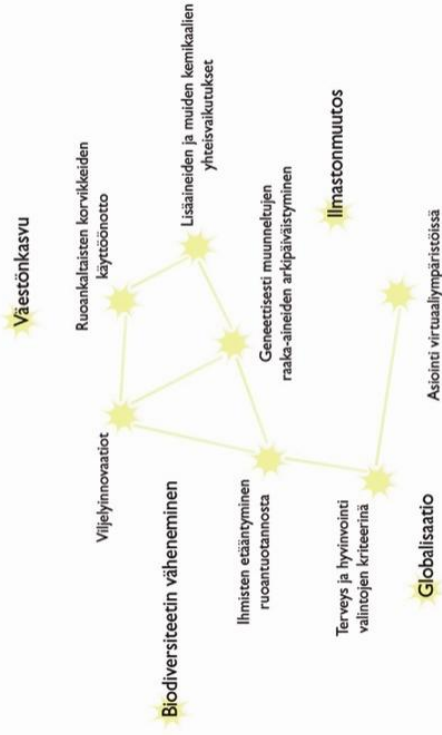 Väestönkasvu
Ruoankaltaisten korvikkeiden
käyttöönotto
Lisäaineiden ja muiden kemikaalien
yhteisvaikutukset
Viljelyinnovaatiot
Biodiversiteetin väheneminen
Geneettisesti muunneltujen
raaka-aineiden arkipäiväistyminen
Ilmastonmuutos
Ihmisten etääntyminen
ruoantuotannosta
Terveys ja hyvinvointi
valintojen kriteerinä
Asiointi virtuaaliympäristöissä
Globalisaatio